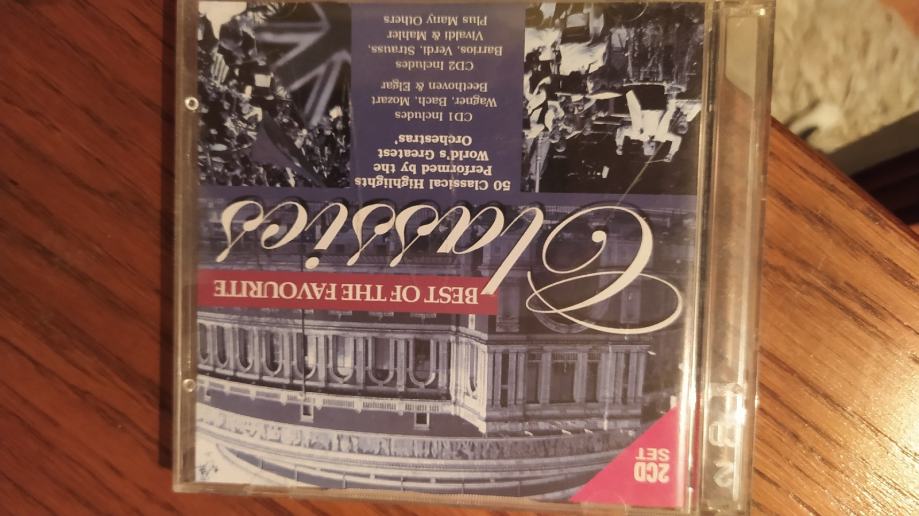 2CD
SET
BEST OF THE FAVOURITE
Classics
50 Classical Highlights
Performed by the
World's Greatest
Orchestras'
CD1 Includes
Wagner, Bach, Mozart
Beethoven & Elgar
CD2 Includes
Barrios, Verdi, Strauss,
Vivaldi & Mahler
Plus Many Others